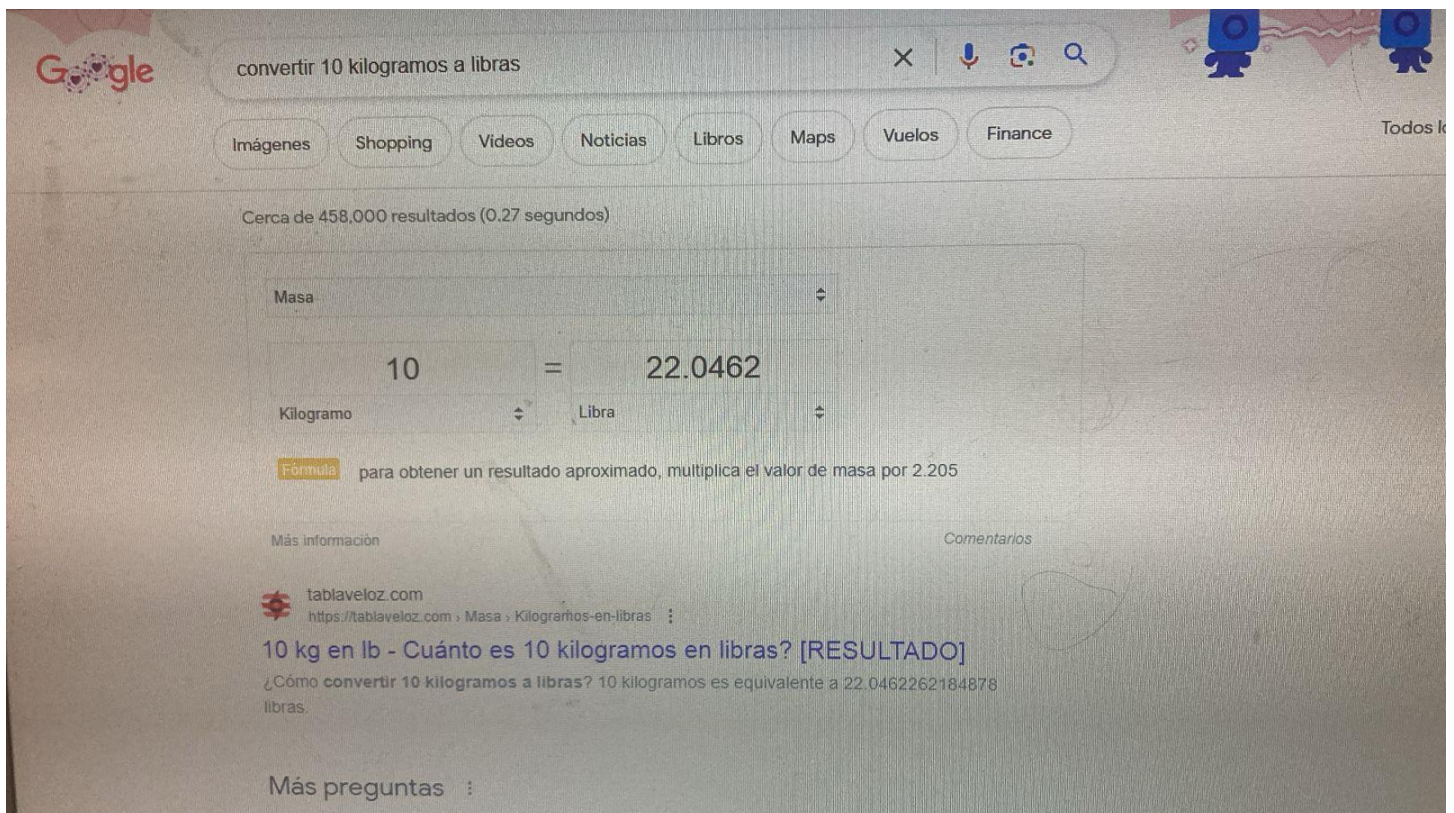 Google
convertir 10 kilogramos a libras
Imágenes Shopping Videos Noticias Libros Maps Vuelos Finance
Todos
Cerca de 458,000 resultados (0.27 segundos)
Masa
10 = 22.0462
Kilogramo Libra
Fórmula para obtener un resultado aproximado, multiplica el valor de masa por 2.205
Más información Comentarios
tablaveloz.com
https://tablaveloz.com › Masa › Kilogramos-en-libras
10 kg en lb - Cuánto es 10 kilogramos en libras? [RESULTADO]
¿Cómo convertir 10 kilogramos a libras? 10 kilogramos es equivalente a 22.0462262184878
libras.
Más preguntas